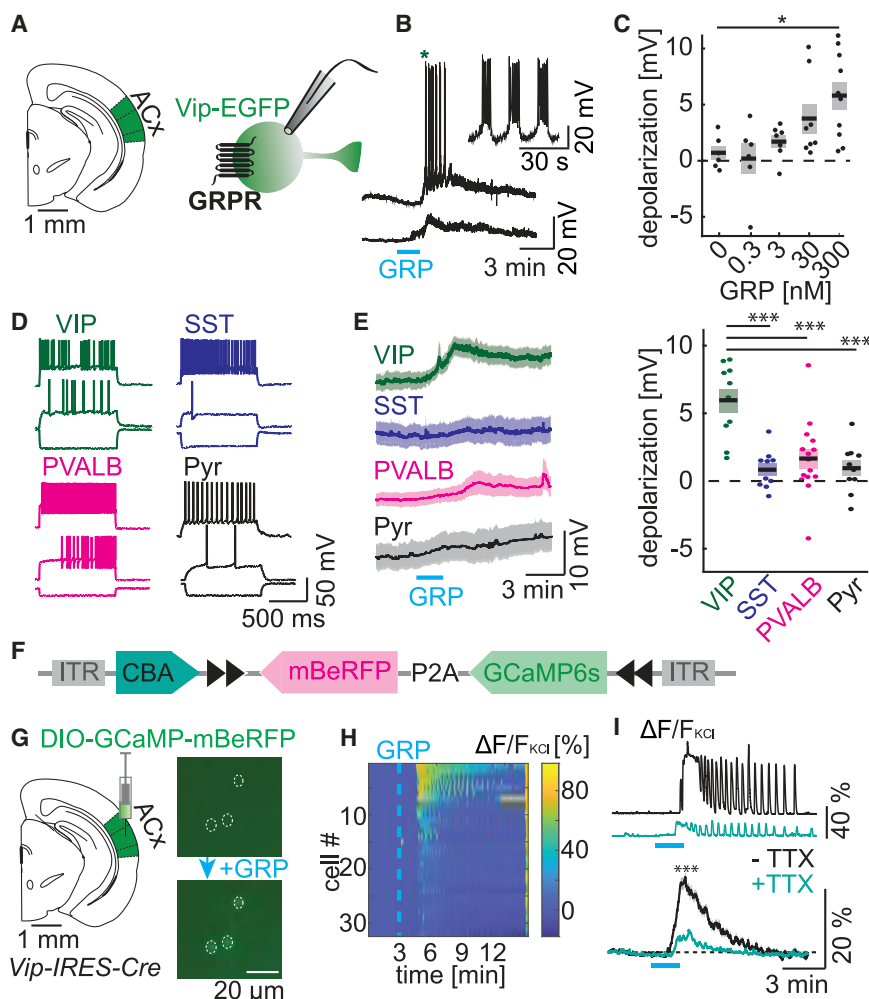 A
ACx
1 mm
Vip-EGFP
GRPR
B
*
20 mV
30 s
GRP
3 min
20 mV
C
*
depolarization [mV]
10
5
0
-5
0
0.3
3
30
300
GRP [nM]
D
VIP
SST
PVALB
Pyr
500 ms
50 mV
E
VIP
SST
PVALB
Pyr
GRP
3 min
10 mV
***
***
***
depolarization [mV]
10
5
0
-5
VIP
SST
PVALB
Pyr
F
ITR
CBA
mBeRFP
P2A
GCaMP6s
ITR
G
DIO-GCaMP-mBeRFP
ACx
1 mm
Vip-IRES-Cre
+GRP
20 µm
H
GRP
ΔF/FKCl [%]
cell #
10
20
30
3
6
9
12
time [min]
80
40
0
I
ΔF/FKCl
40 %
- TTX
+TTX
***
20 %
3 min